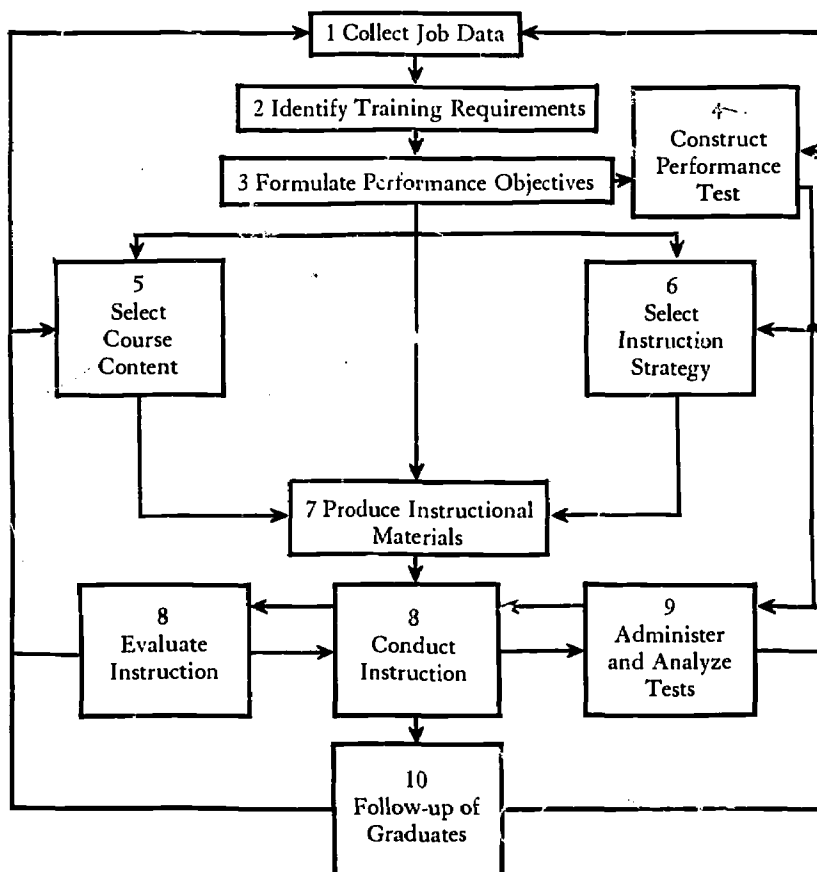 1 Collect Job Data
2 Identify Training Requirements
3 Formulate Performance Objectives
4
Construct
Performance
Test
5
Select
Course
Content
6
Select
Instruction
Strategy
7 Produce Instructional
Materials
8
Evaluate
Instruction
8
Conduct
Instruction
9
Administer
and Analyze
Tests
10
Follow-up of
Graduates